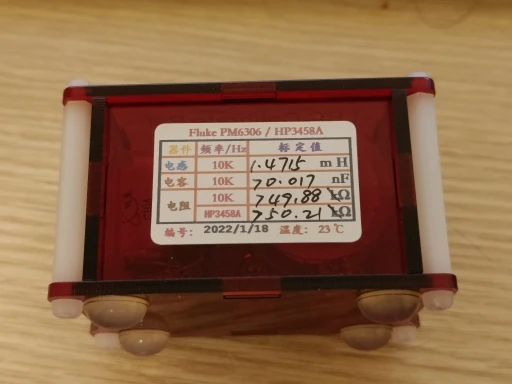 Fluke PM6306 / HP3458A
器件 频率/Hz 标定值
电感 10K 1.4715 mH
电容 10K 70.017 nF
电阻 10K 749.88 kΩ
HP3458A 750.21 kΩ
编号: 2022/1/18 温度: 23℃